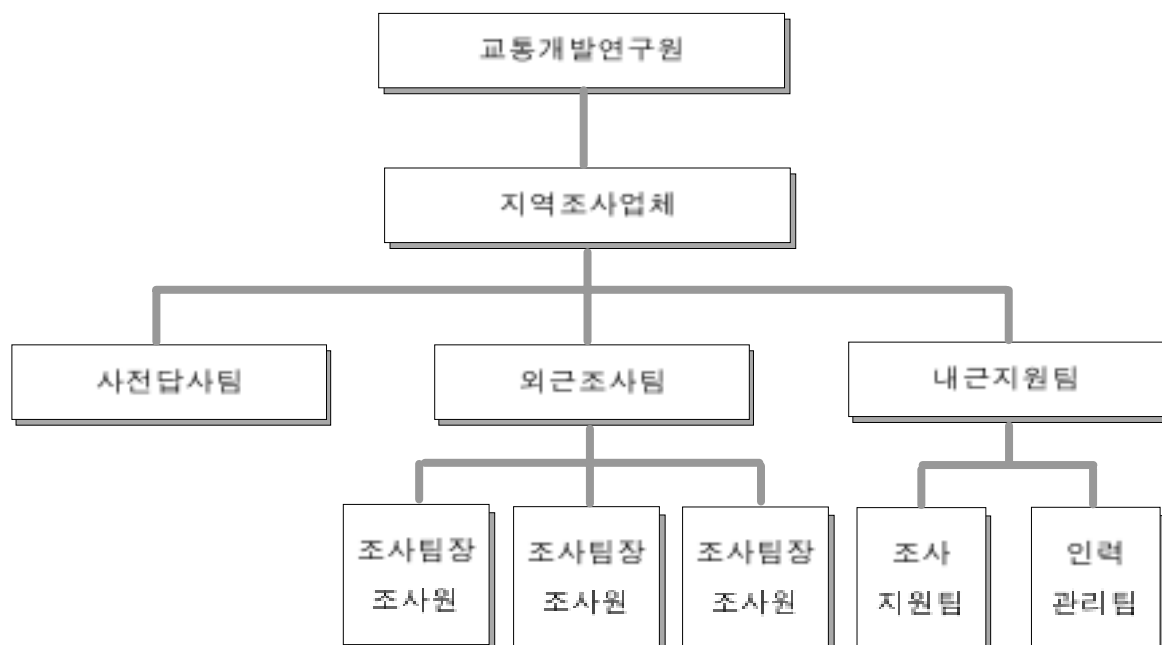 교통개발연구원
지역조사업체
사전답사팀
외근조사팀
내근지원팀
조사팀장
조사원
조사팀장
조사원
조사팀장
조사원
조사
지원팀
인력
관리팀